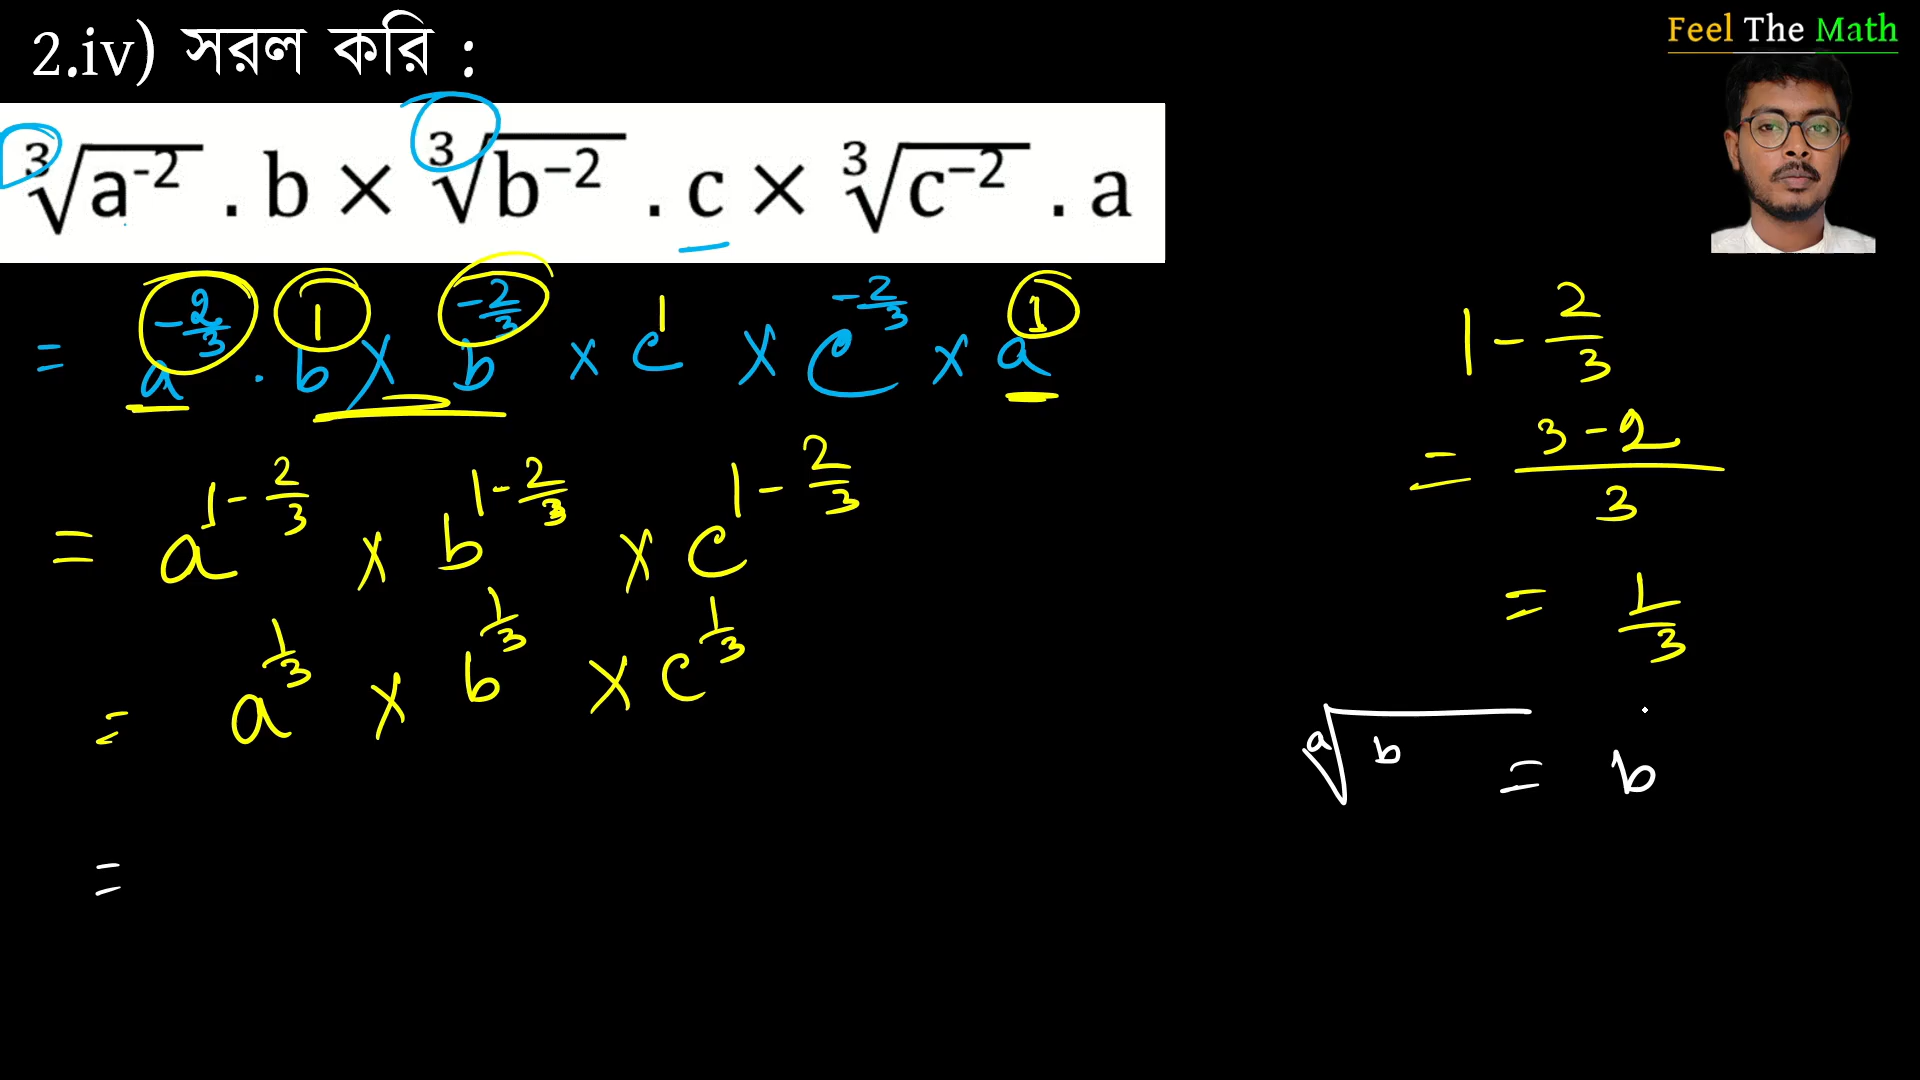 2.iv) সরল করি :
Feel The Math
∛a⁻² . b × ∛b⁻² . c × ∛c⁻² . a
= a^(-2/3) . b^1 × b^(-2/3) × c^1 × c^(-2/3) × a^1
= a^(1-2/3) × b^(1-2/3) × c^(1-2/3)
= a^(1/3) × b^(1/3) × c^(1/3)
=
1 - 2/3
= (3-2)/3
= 1/3
ᵃ√b = b